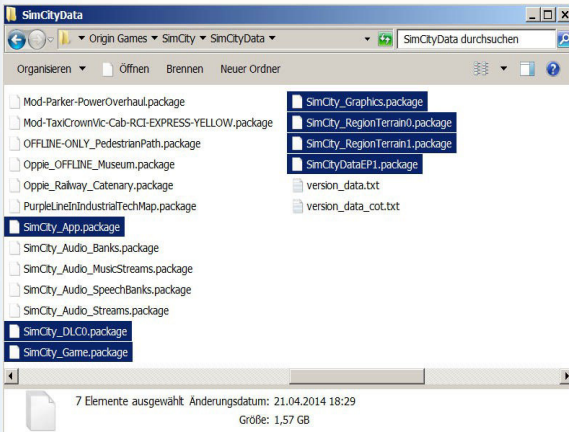 SimCityData
Origin Games SimCity SimCityData
SimCityData durchsuchen
Organisieren Öffnen Brennen Neuer Ordner
Mod-Parker-PowerOverhaul.package
Mod-TaxiCrownVic-Cab-RCI-EXPRESS-YELLOW.package
OFFLINE-ONLY_PedestrianPath.package
Oppie_OFFLINE_Museum.package
Oppie_Railway_Catenary.package
PurpleLineInIndustrialTechMap.package
SimCity_App.package
SimCity_Audio_Banks.package
SimCity_Audio_MusicStreams.package
SimCity_Audio_SpeechBanks.package
SimCity_Audio_Streams.package
SimCity_DLC0.package
SimCity_Game.package
SimCity_Graphics.package
SimCity_RegionTerrain0.package
SimCity_RegionTerrain1.package
SimCityDataEP1.package
version_data.txt
version_data_cot.txt
7 Elemente ausgewählt Änderungsdatum: 21.04.2014 18:29
Größe: 1,57 GB